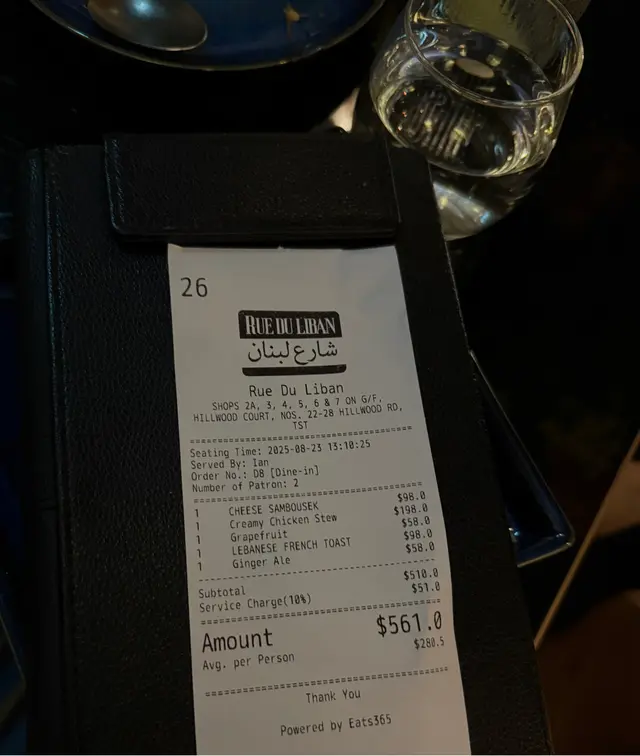 26
RUE DU LIBAN
شارع لبنان
Rue Du Liban
SHOPS 2A, 3, 4, 5, 6 & 7 ON G/F,
HILLWOOD COURT, NOS. 22-28 HILLWOOD RD,
TST
Seating Time: 2025-08-23 13:10:25
Served By: Ian
Order No.: D8 [Dine-in]
Number of Patron: 2
1 CHEESE SAMBOUSEK $98.0
1 Creamy Chicken Stew $198.0
1 Grapefruit $58.0
1 LEBANESE FRENCH TOAST $98.0
1 Ginger Ale $58.0
Subtotal $510.0
Service Charge(10%) $51.0
Amount $561.0
Avg. per Person $280.5
Thank You
Powered by Eats365